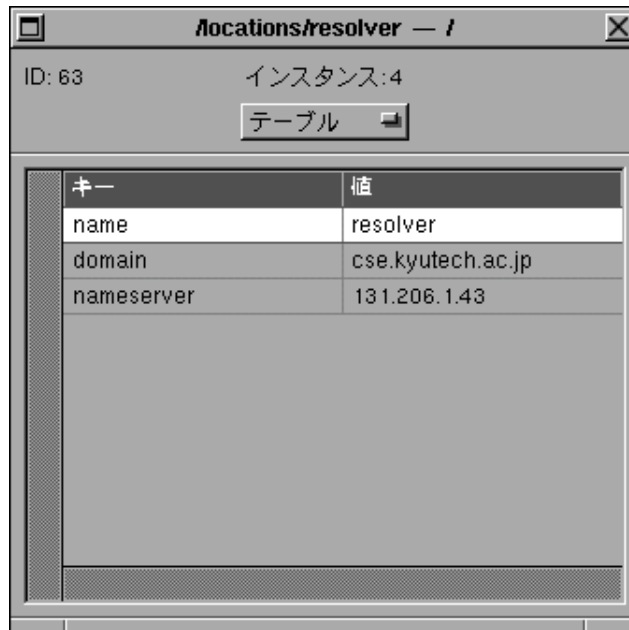 /locations/resolver — /
ID: 63 インスタンス:4
テーブル
キー 値
name resolver
domain cse.kyutech.ac.jp
nameserver 131.206.1.43